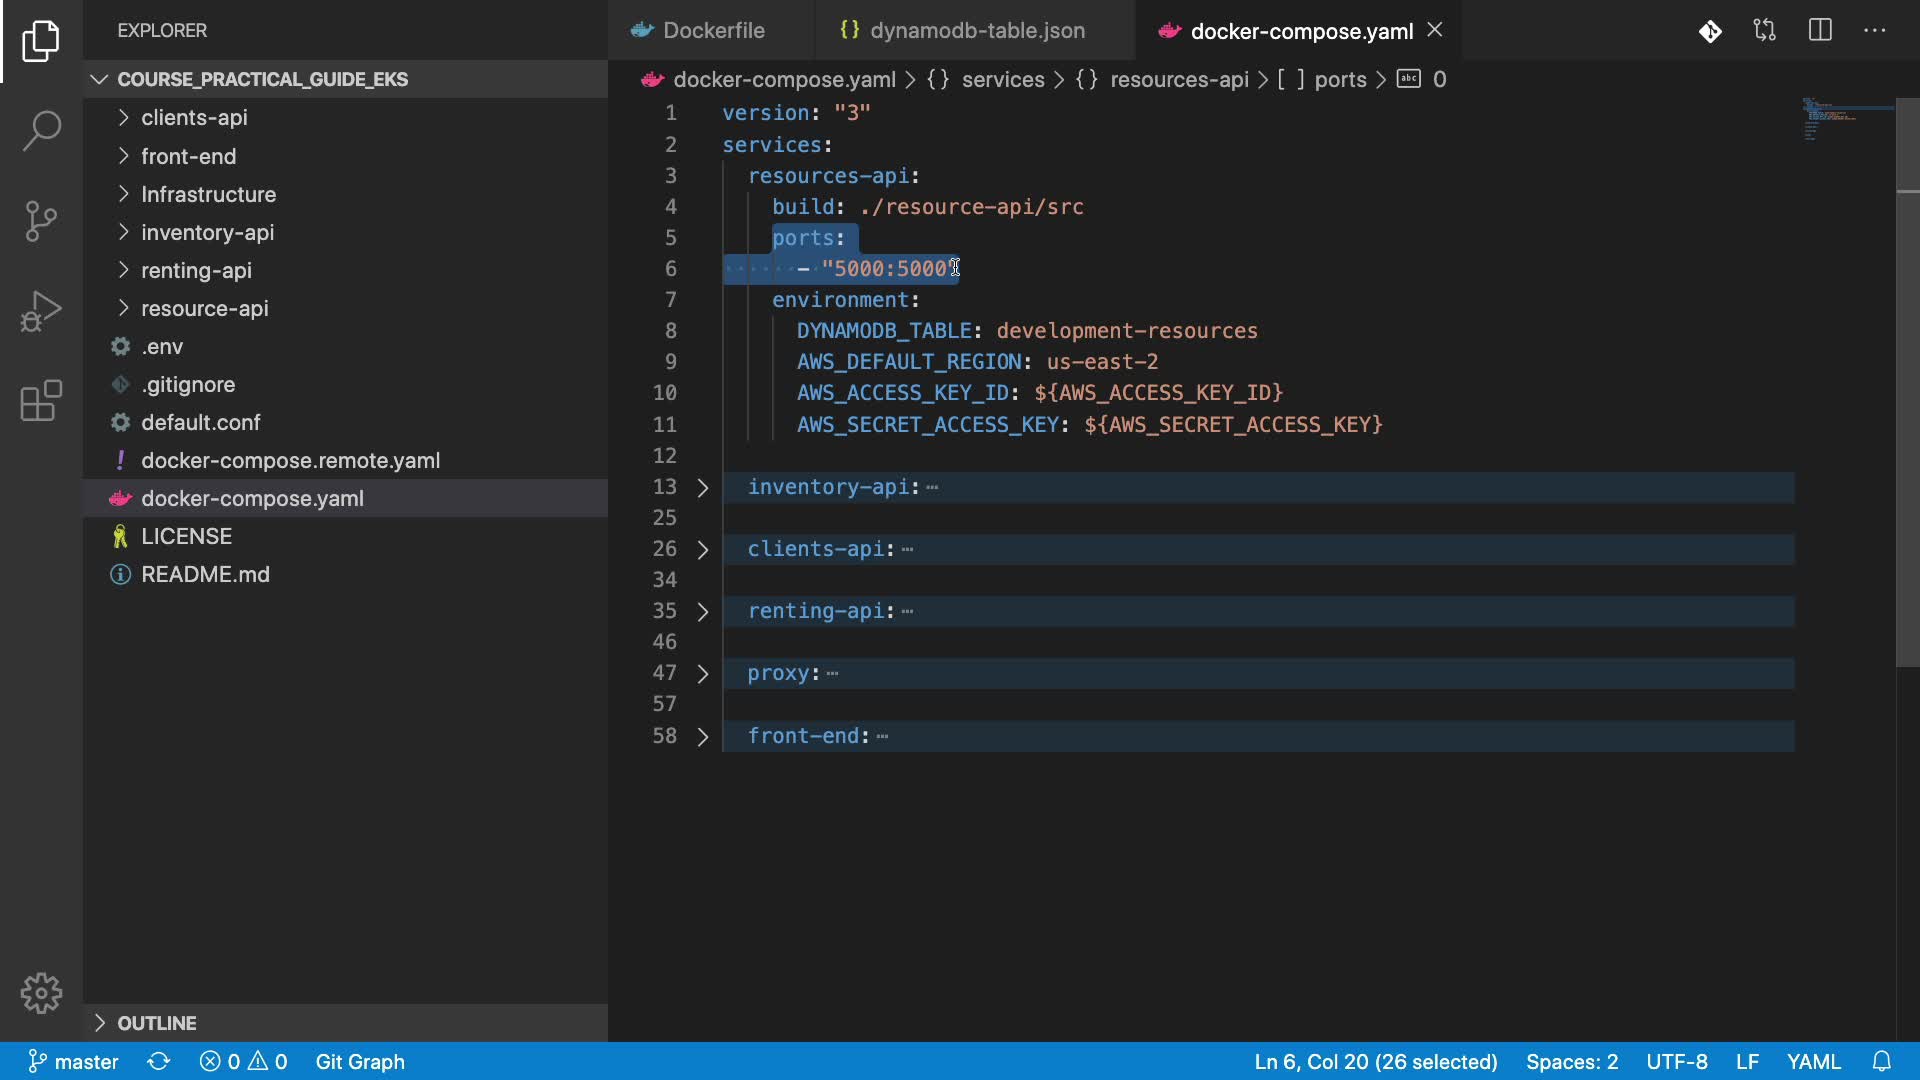 EXPLORER
Dockerfile
{} dynamodb-table.json
docker-compose.yaml
COURSE_PRACTICAL_GUIDE_EKS
docker-compose.yaml > {} services > {} resources-api > [ ] ports > abc 0
clients-api
front-end
Infrastructure
inventory-api
renting-api
resource-api
.env
.gitignore
default.conf
! docker-compose.remote.yaml
docker-compose.yaml
LICENSE
README.md
OUTLINE
1 version: "3"
2 services:
3 resources-api:
4 build: ./resource-api/src
5 ports:
6 - "5000:5000"
7 environment:
8 DYNAMODB_TABLE: development-resources
9 AWS_DEFAULT_REGION: us-east-2
10 AWS_ACCESS_KEY_ID: ${AWS_ACCESS_KEY_ID}
11 AWS_SECRET_ACCESS_KEY: ${AWS_SECRET_ACCESS_KEY}
12
13 inventory-api: …
25
26 clients-api: …
34
35 renting-api: …
46
47 proxy: …
57
58 front-end: …
master 0 0 Git Graph
Ln 6, Col 20 (26 selected) Spaces: 2 UTF-8 LF YAML